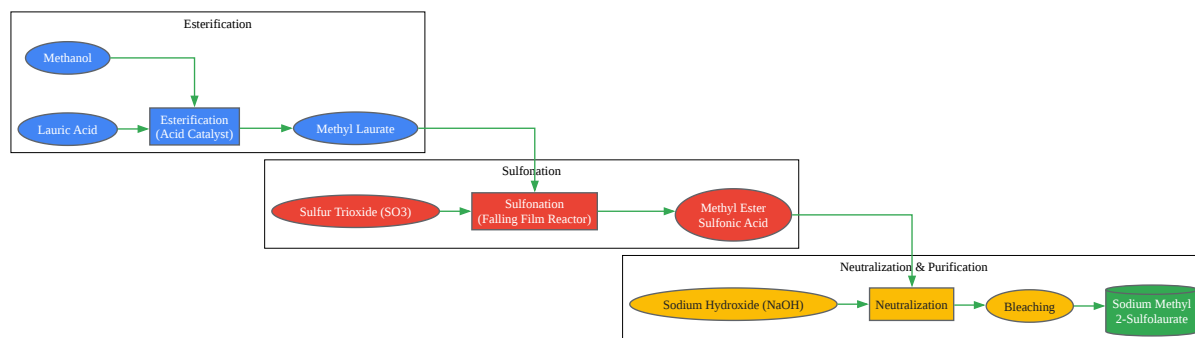 Esterification
Methanol
Lauric Acid
Esterification
(Acid Catalyst)
Methyl Laurate
Sulfonation
Sulfur Trioxide (SO3)
Sulfonation
(Falling Film Reactor)
Methyl Ester
Sulfonic Acid
Neutralization & Purification
Sodium Hydroxide (NaOH)
Neutralization
Bleaching
Sodium Methyl
2-Sulfolaurate